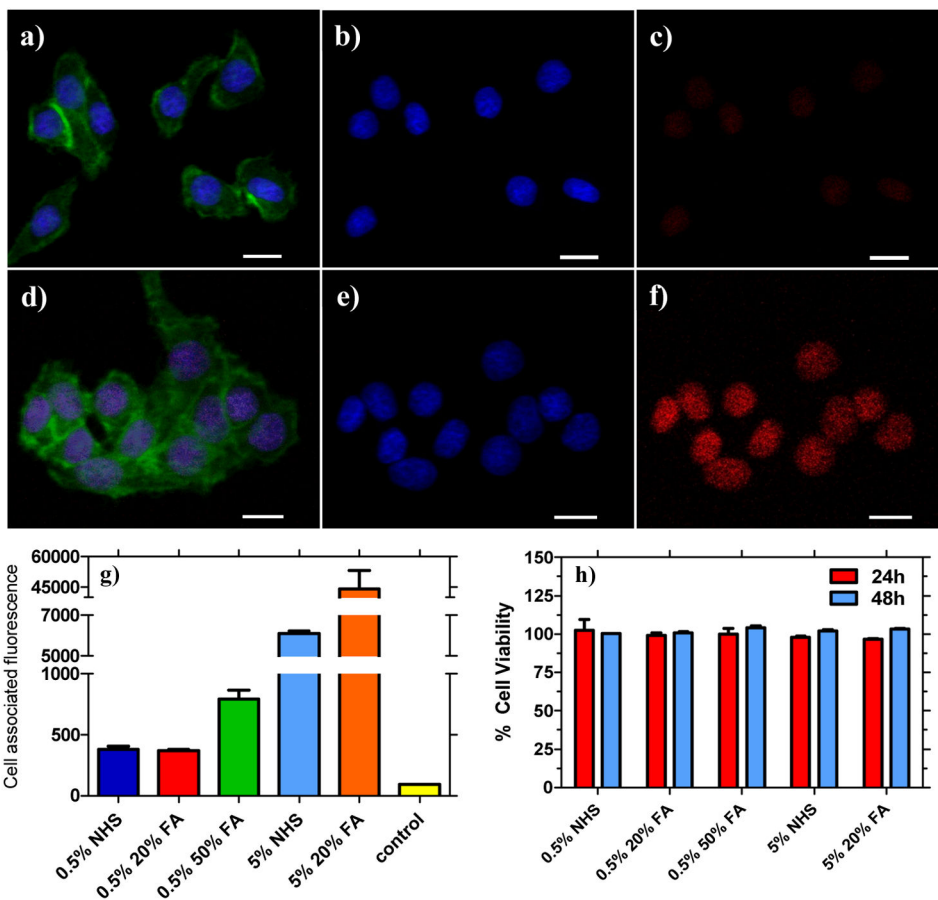 a)
b)
c)
d)
e)
f)
g)
Cell associated fluorescence
60000
45000
7000
5000
1000
500
0
0.5% NHS
0.5% 20% FA
0.5% 50% FA
5% NHS
5% 20% FA
control
h)
24h
48h
% Cell Viability
150
125
100
75
50
25
0
0.5% NHS
0.5% 20% FA
0.5% 50% FA
5% NHS
5% 20% FA